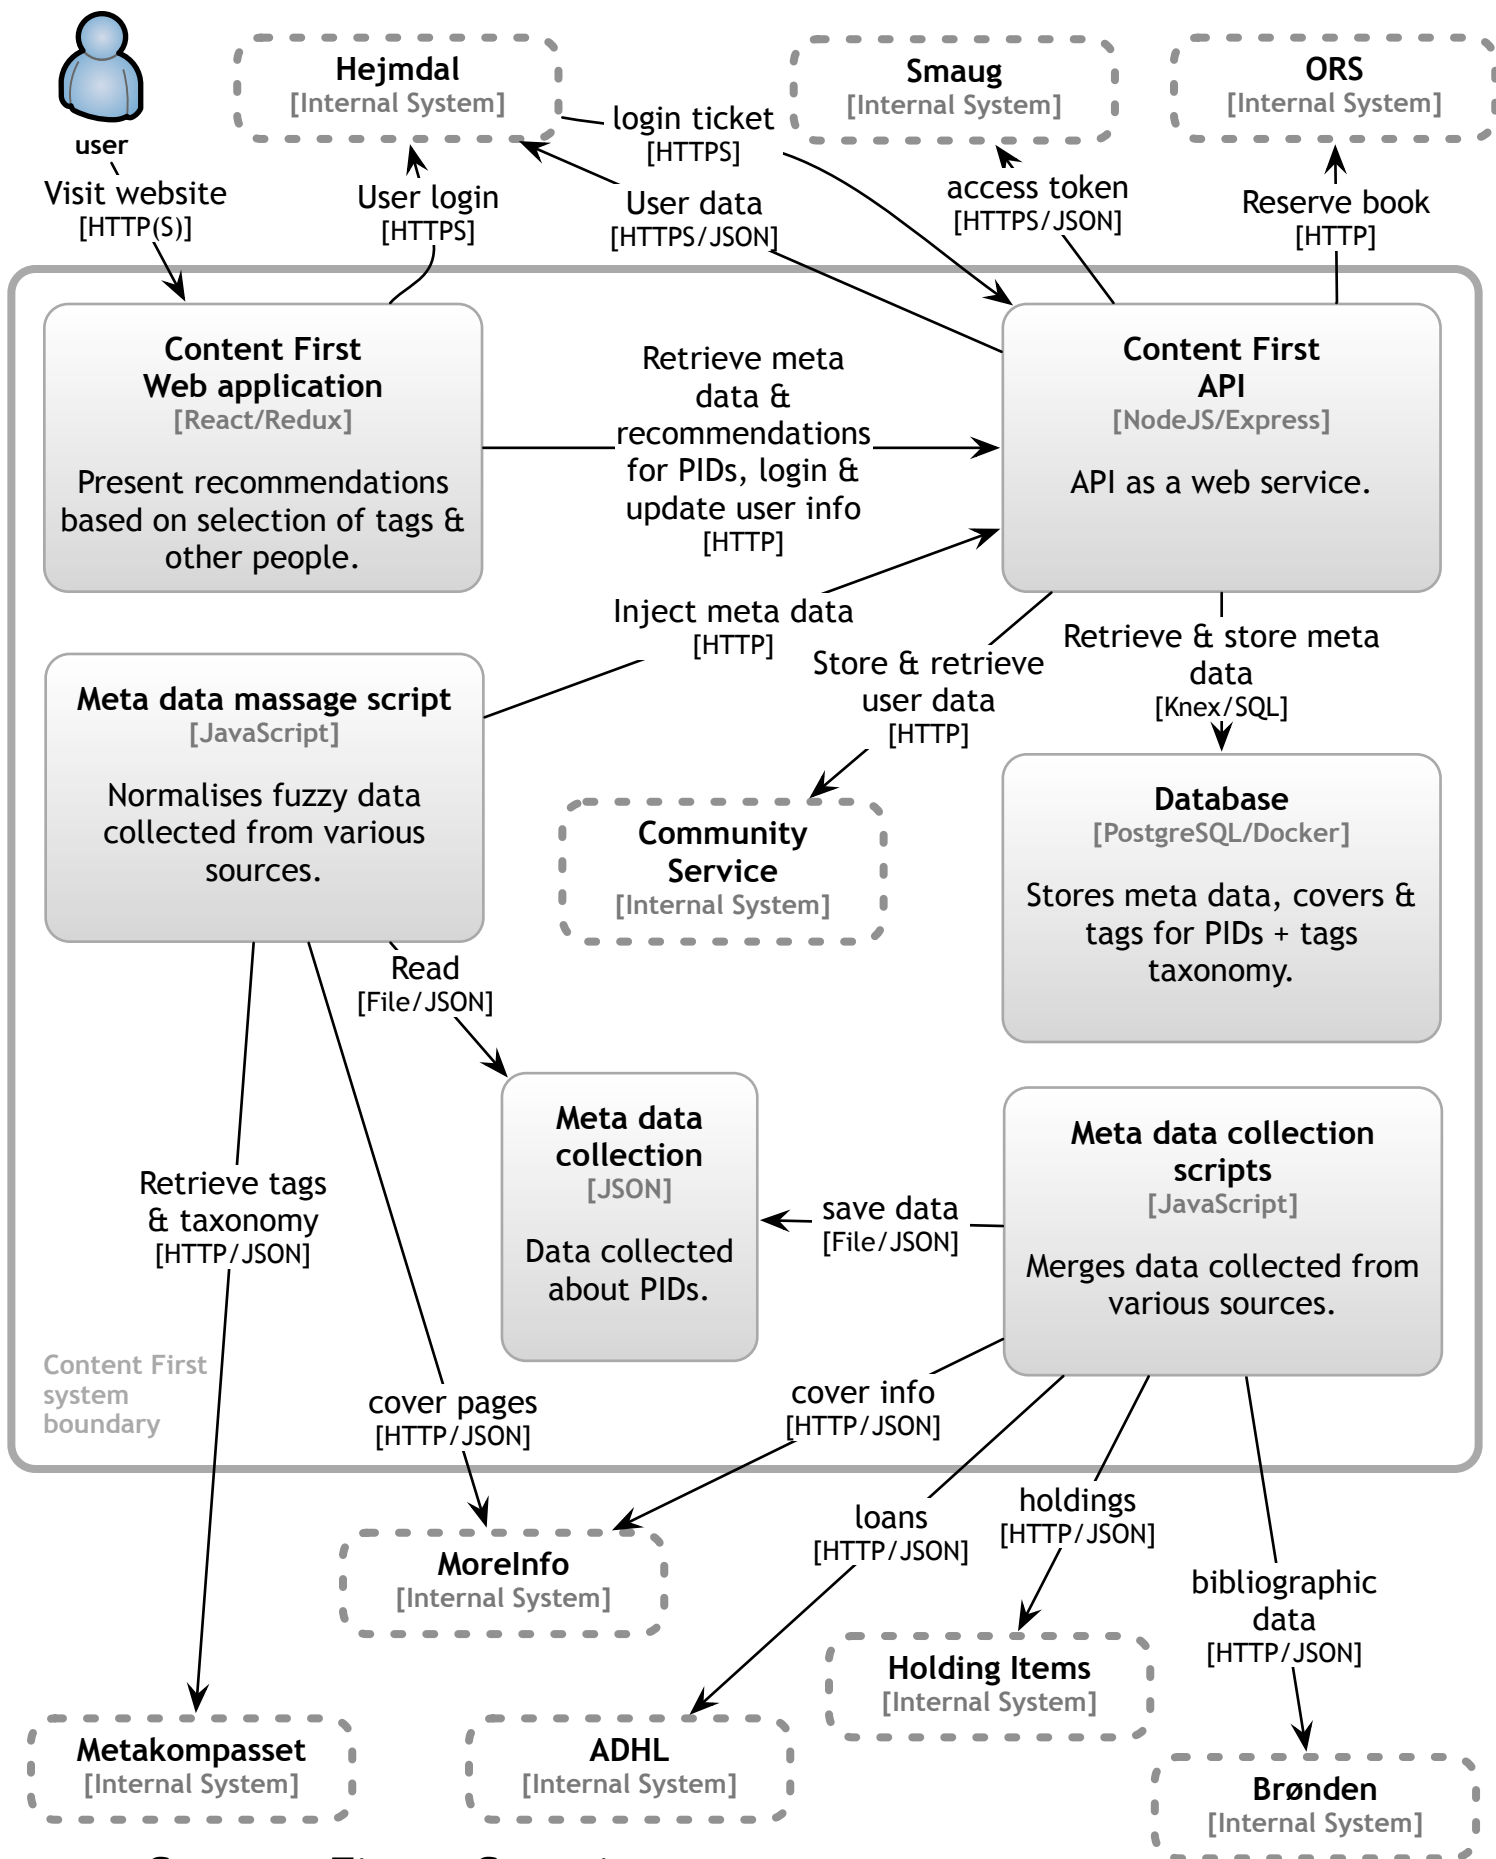 user
Hejmdal
[Internal System]
Smaug
[Internal System]
ORS
[Internal System]
login ticket
[HTTPS]
Visit website
[HTTP(S)]
User login
[HTTPS]
User data
[HTTPS/JSON]
access token
[HTTPS/JSON]
Reserve book
[HTTP]
Content First
Web application
[React/Redux]
Present recommendations
based on selection of tags &
other people.
Retrieve meta
data &
recommendations
for PIDs, login &
update user info
[HTTP]
Content First
API
[NodeJS/Express]
API as a web service.
Inject meta data
[HTTP]
Store & retrieve
user data
[HTTP]
Retrieve & store meta
data
[Knex/SQL]
Meta data massage script
[JavaScript]
Normalises fuzzy data
collected from various
sources.
Community
Service
[Internal System]
Database
[PostgreSQL/Docker]
Stores meta data, covers &
tags for PIDs + tags
taxonomy.
Read
[File/JSON]
Meta data
collection
[JSON]
Data collected
about PIDs.
save data
[File/JSON]
Meta data collection
scripts
[JavaScript]
Merges data collected from
various sources.
Retrieve tags
& taxonomy
[HTTP/JSON]
Content First
system
boundary
cover pages
[HTTP/JSON]
cover info
[HTTP/JSON]
loans
[HTTP/JSON]
holdings
[HTTP/JSON]
bibliographic
data
[HTTP/JSON]
MoreInfo
[Internal System]
Holding Items
[Internal System]
Metakompasset
[Internal System]
ADHL
[Internal System]
Brønden
[Internal System]